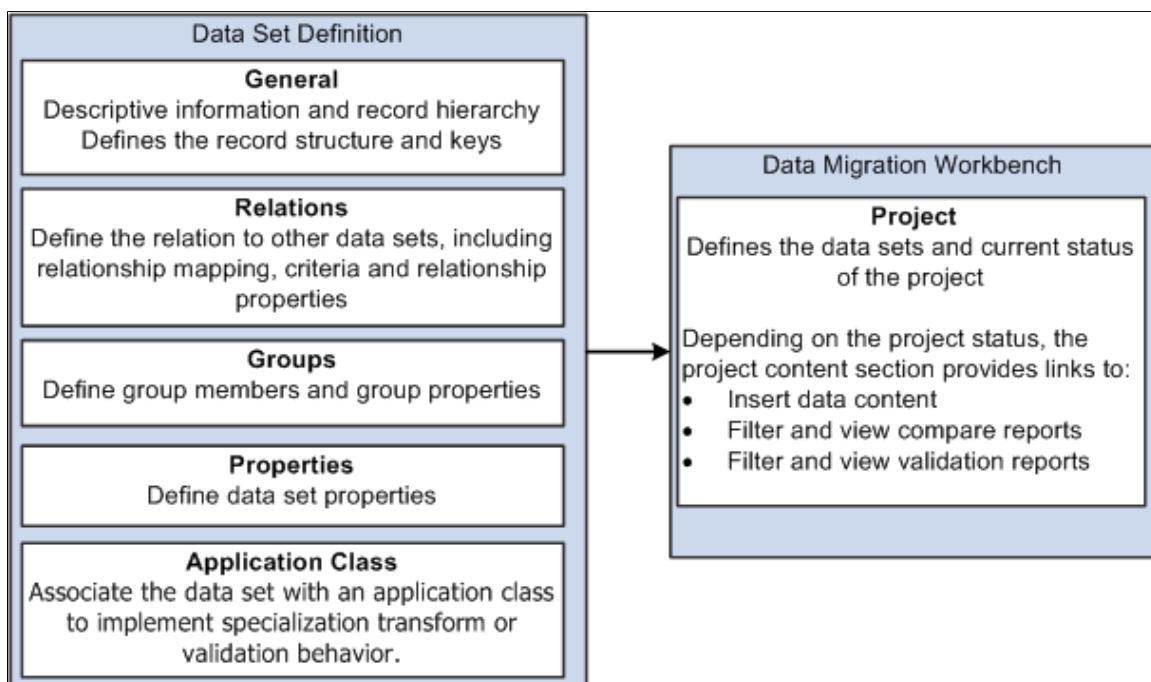 Data Set Definition
General
Descriptive information and record hierarchy
Defines the record structure and keys
Relations
Define the relation to other data sets, including
relationship mapping, criteria and relationship
properties
Groups
Define group members and group properties
Properties
Define data set properties
Application Class
Associate the data set with an application class
to implement specialization transform or
validation behavior.
Data Migration Workbench
Project
Defines the data sets and current status
of the project
Depending on the project status, the
project content section provides links to:
• Insert data content
• Filter and view compare reports
• Filter and view validation reports